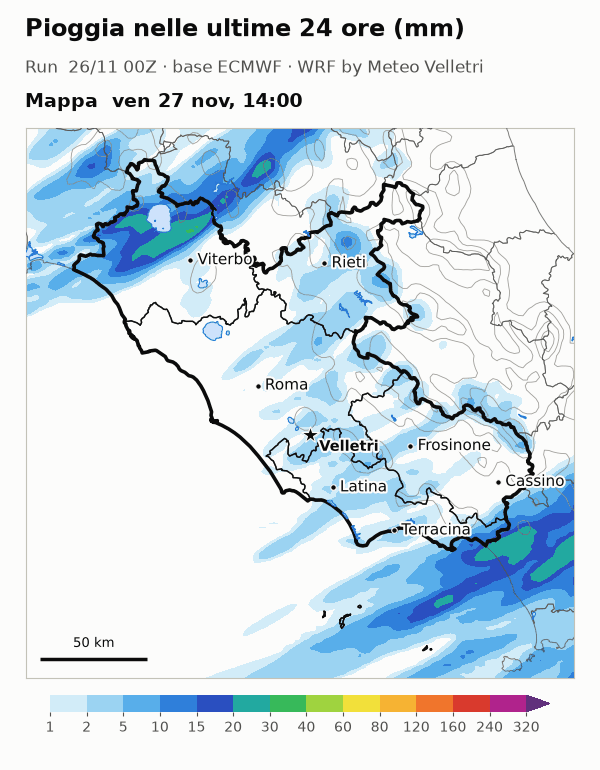 Pioggia nelle ultime 24 ore (mm)
Run 26/11 00Z · base ECMWF · WRF by Meteo Velletri
Mappa ven 27 nov, 14:00
Viterbo
Rieti
Roma
Velletri
Frosinone
Cassino
Latina
Terracina
50 km
1 2 5 10 15 20 30 40 60 80 120 160 240 320